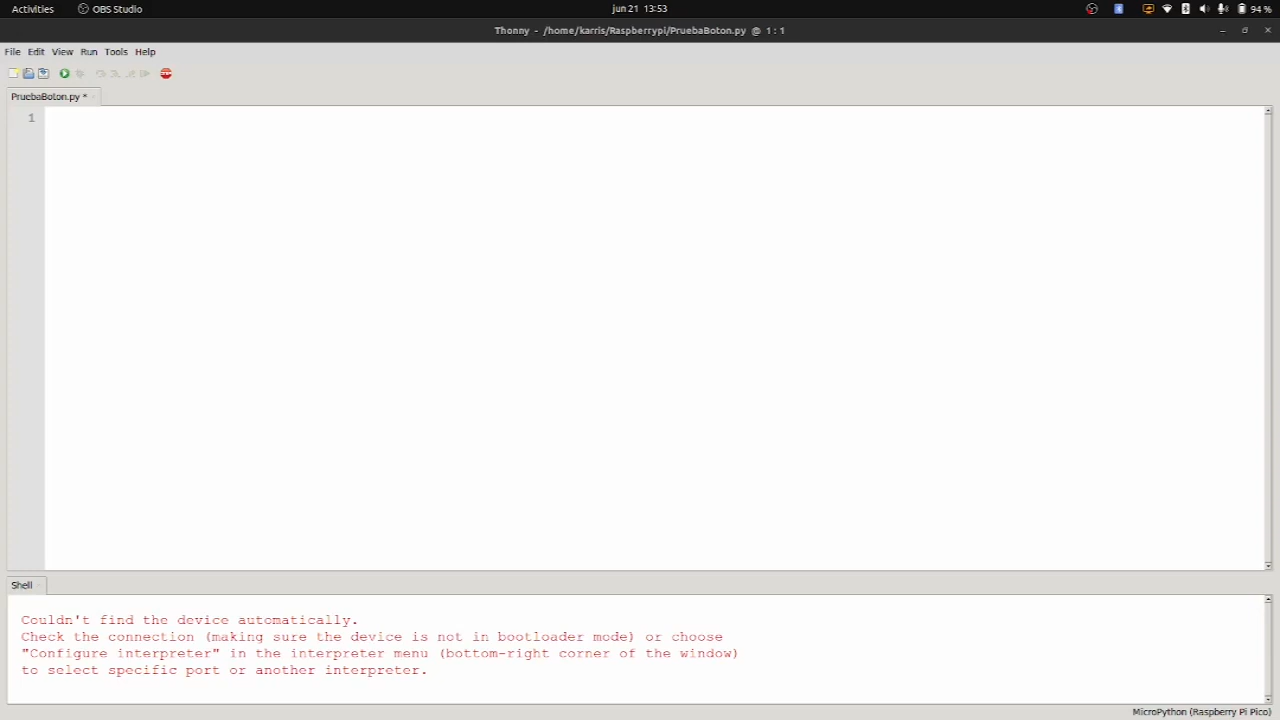 Activities OBS Studio jun 21 13:53 94 %
Thonny - /home/karris/Raspberrypi/PruebaBoton.py @ 1 : 1
File Edit View Run Tools Help
PruebaBoton.py *
1
Shell
Couldn't find the device automatically.
Check the connection (making sure the device is not in bootloader mode) or choose
"Configure interpreter" in the interpreter menu (bottom-right corner of the window)
to select specific port or another interpreter.
MicroPython (Raspberry Pi Pico)